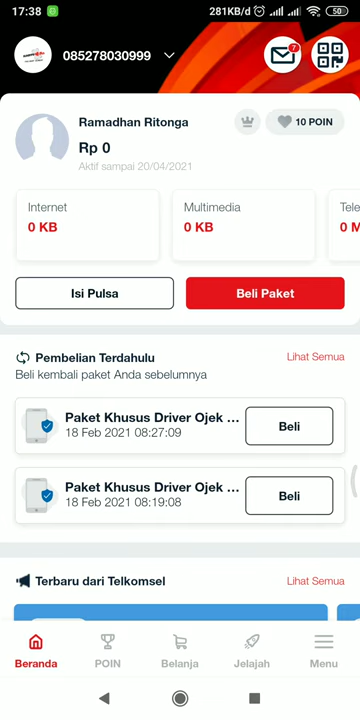 17:38 281KB/d 50
085278030999
7
Ramadhan Ritonga
10 POIN
Rp 0
Aktif sampai 20/04/2021
Internet Multimedia Tele
0 KB 0 KB 0 M
Isi Pulsa Beli Paket
Pembelian Terdahulu Lihat Semua
Beli kembali paket Anda sebelumnya
Paket Khusus Driver Ojek ...
18 Feb 2021 08:27:09
Beli
Paket Khusus Driver Ojek ...
18 Feb 2021 08:19:08
Beli
Terbaru dari Telkomsel Lihat Semua
Beranda POIN Belanja Jelajah Menu